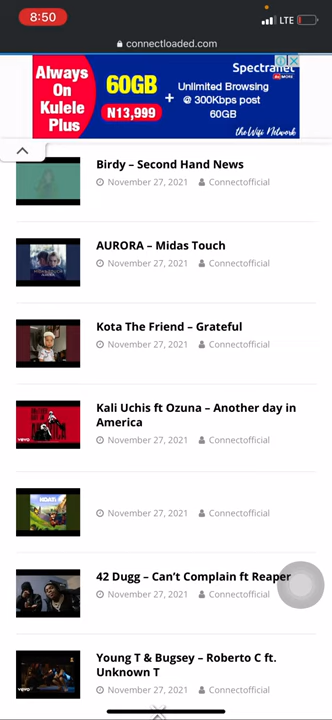 8:50
LTE
connectloaded.com
Always On Kulele Plus
60GB
N13,999
+
Spectranet
Unlimited Browsing
@ 300Kbps post
60GB
the Wifi Network
Birdy – Second Hand News
November 27, 2021 Connectofficial
AURORA – Midas Touch
November 27, 2021 Connectofficial
Kota The Friend – Grateful
November 27, 2021 Connectofficial
Kali Uchis ft Ozuna – Another day in
America
November 27, 2021 Connectofficial
November 27, 2021 Connectofficial
42 Dugg – Can't Complain ft Reaper
November 27, 2021 Connectofficial
Young T & Bugsey – Roberto C ft.
Unknown T
November 27, 2021 Connectofficial
vevo
vevo